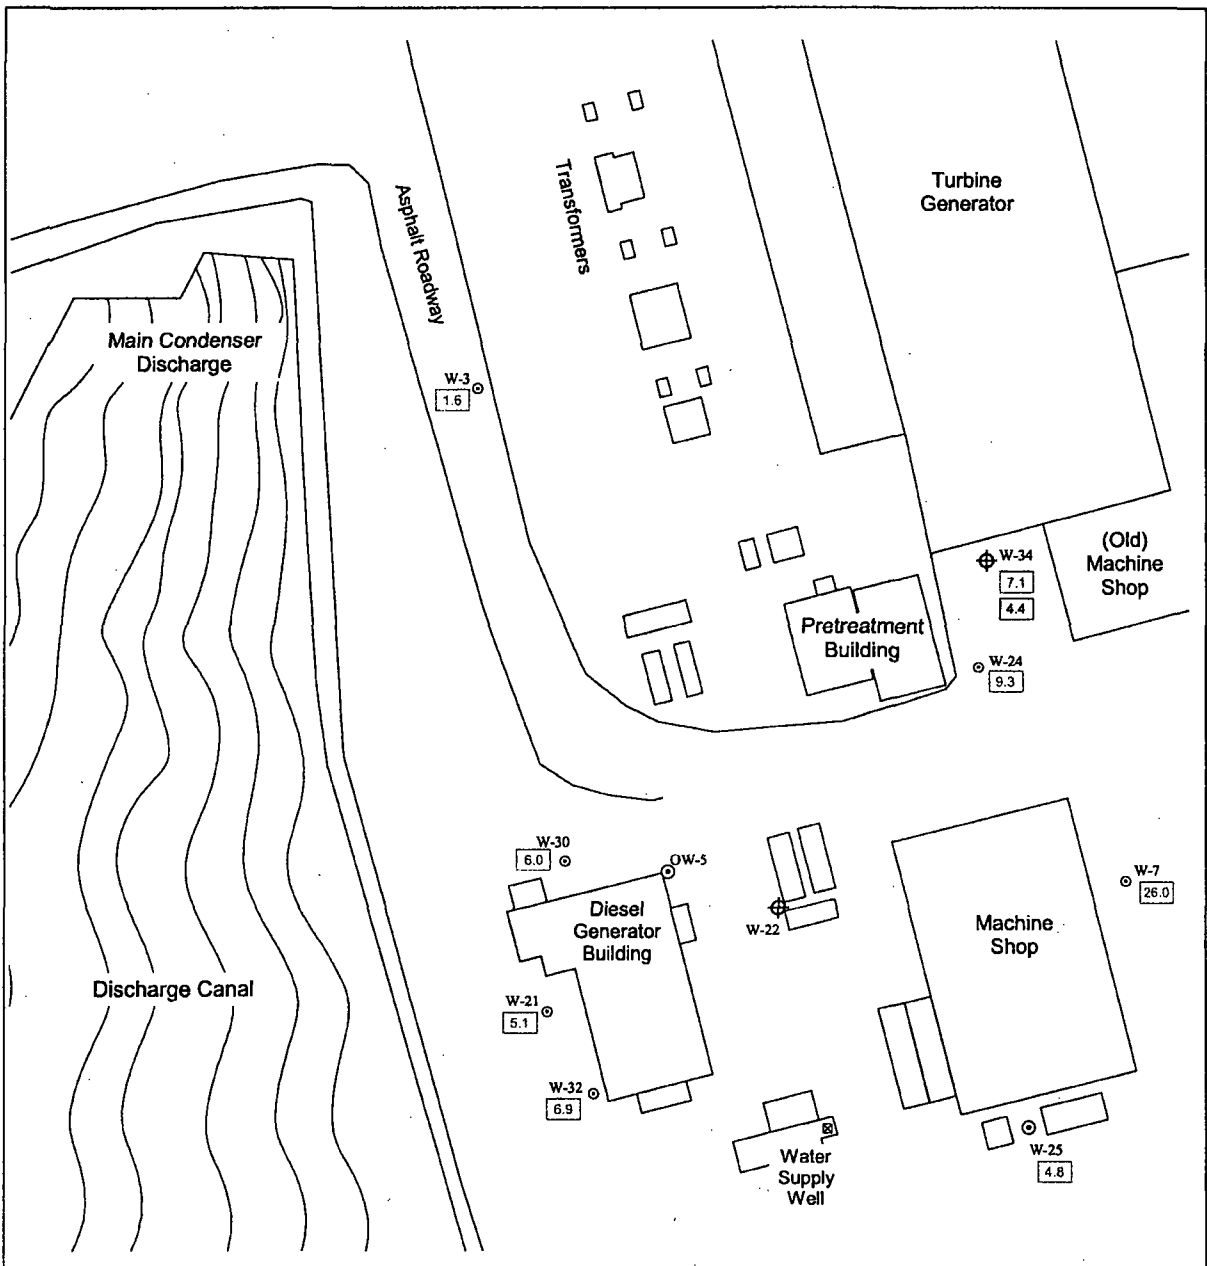 Turbine
Generator
Transformers
Asphalt Roadway
Main Condenser
Discharge
W-3
1.6
(Old)
Machine
Shop
W-34
7.1
4.4
Pretreatment
Building
W-24
9.3
W-30
6.0
OW-5
W-7
26.0
Diesel
Generator
Building
W-22
Machine
Shop
Discharge Canal
W-21
5.1
W-32
6.9
Water
Supply
Well
W-25
4.8